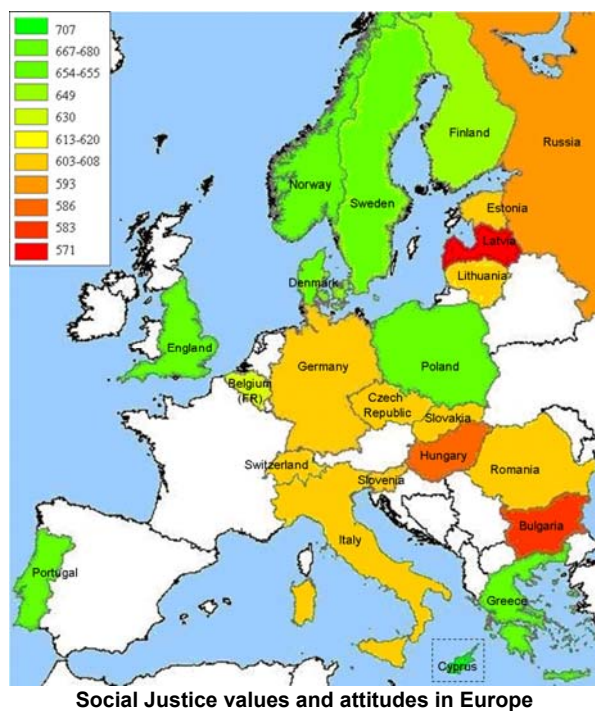 707
667-680
654-655
649
630
613-620
603-608
593
586
583
571
Finland
Russia
Norway
Sweden
Estonia
Latvia
Lithuania
Denmark
England
Germany
Poland
Belgium
(FR)
Czech
Republic
Slovakia
Hungary
Switzerland
Slovenia
Romania
Italy
Bulgaria
Portugal
Greece
Cyprus
Social Justice values and attitudes in Europe